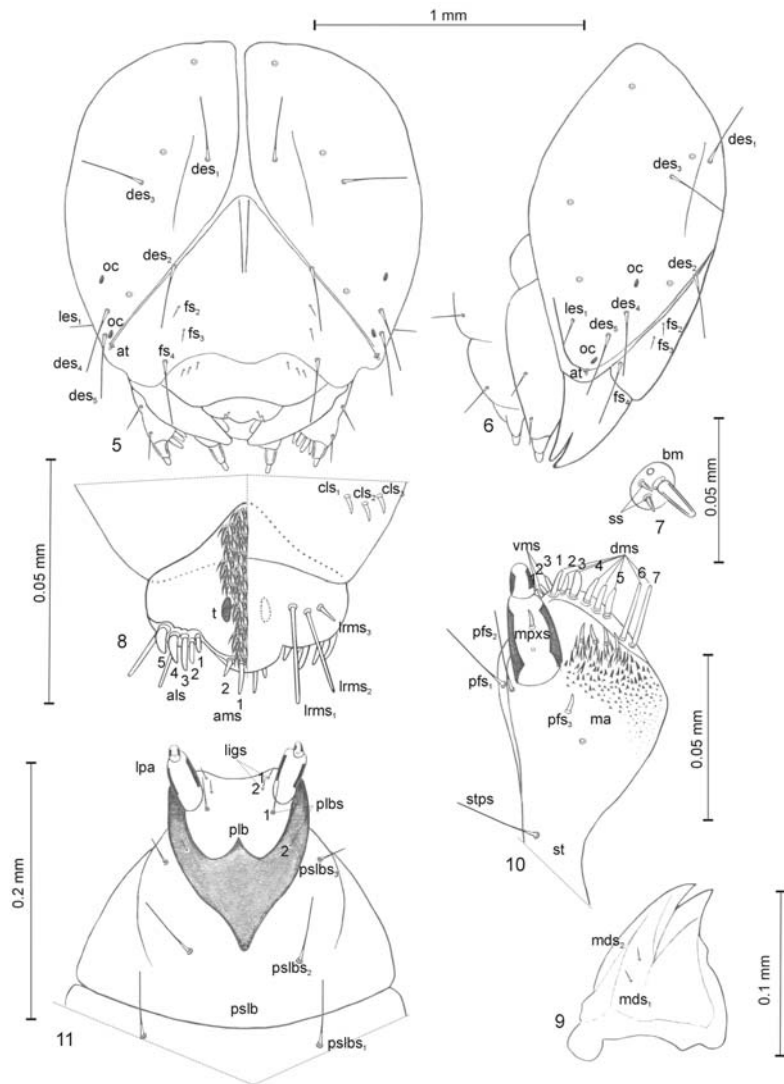 1 mm
des₁
des₃
des₂
oc
les₁
oc
at
des₄
des₅
fs₂
fs₃
fs₄
5
des₁
des₃
des₂
oc
les₁
des₄
des₅
fs₂
fs₃
oc
at
fs₄
6
bm
ss
7
0.05 mm
0.05 mm
cls₁
cls₂
cls₃
t
8
5
4
3
2
1
als
2
1
ams
lrms₃
lrms₂
lrms₁
vms
2 3 1 2 3 4 5 6 7
dms
mpxs
pfs₂
pfs₁
pfs₃
ma
stps
st
10
0.05 mm
0.2 mm
lpa
ligs
1
2
1
plbs
plb
2
pslbs₃
pslbs₂
pslb
pslbs₁
11
mds₂
mds₁
9
0.1 mm